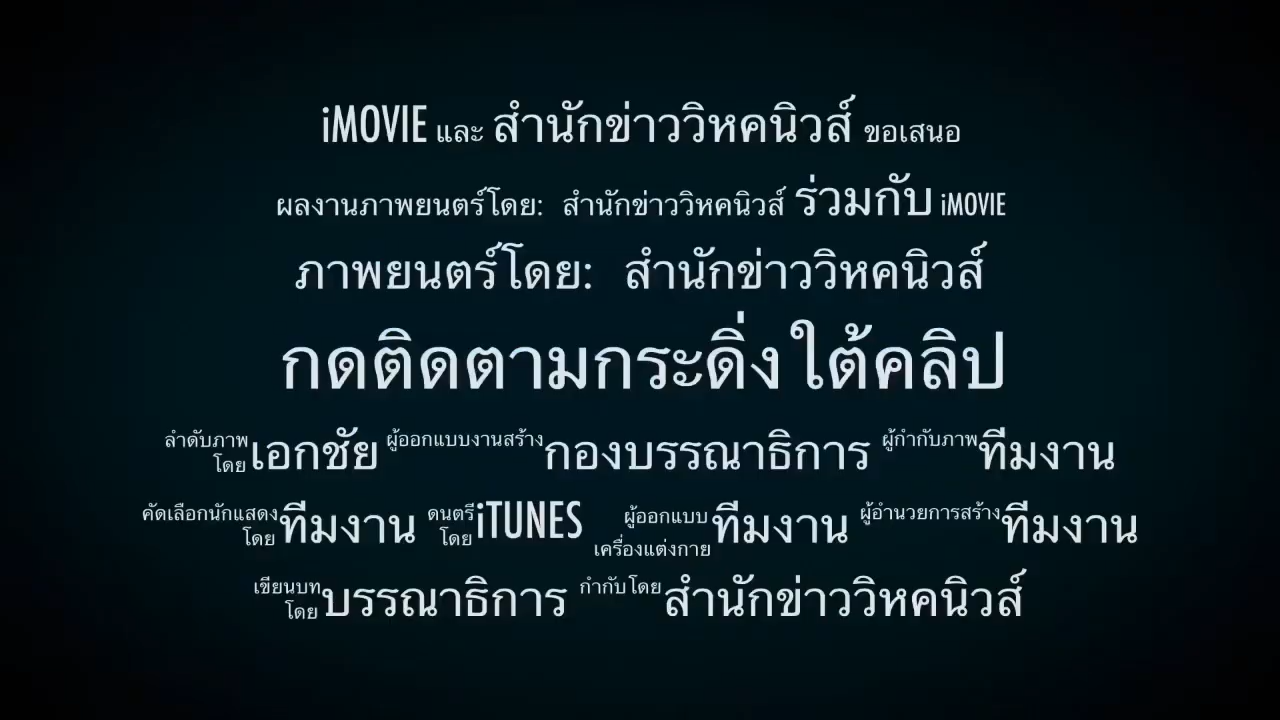 iMOVIE และ สำนักข่าววิหคนิวส์ ขอเสนอ
ผลงานภาพยนตร์โดย: สำนักข่าววิหคนิวส์ ร่วมกับ iMOVIE
ภาพยนตร์โดย: สำนักข่าววิหคนิวส์
กดติดตามกระดิ่ง ใต้คลิป
ลำดับภาพโดย เอกชัย ผู้ออกแบบงานสร้าง กองบรรณาธิการ ผู้กำกับภาพ ทีมงาน
คัดเลือกนักแสดงโดย ทีมงาน ดนตรีโดย iTUNES ผู้ออกแบบเครื่องแต่งกาย ทีมงาน ผู้อำนวยการสร้าง ทีมงาน
เขียนบทโดย บรรณาธิการ กำกับโดย สำนักข่าววิหคนิวส์